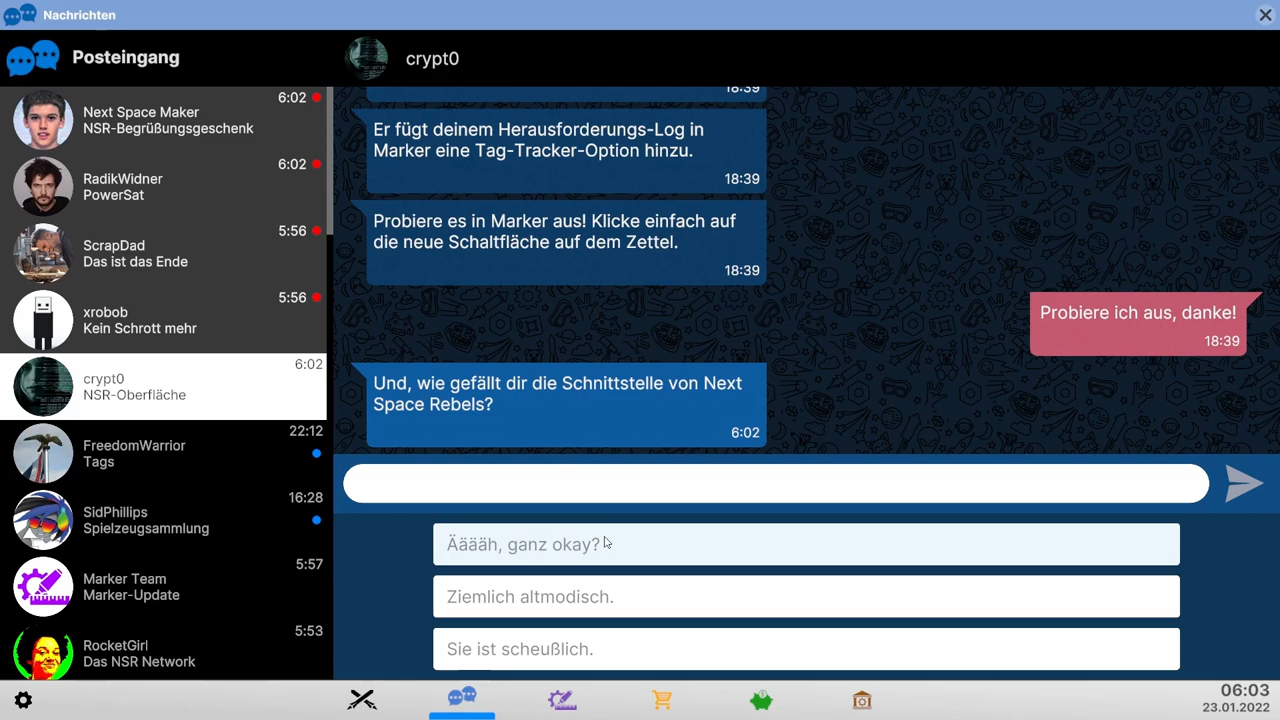 Nachrichten
Posteingang
crypt0
Next Space Maker
NSR-Begrüßungsgeschenk
6:02
RadikWidner
PowerSat
6:02
ScrapDad
Das ist das Ende
5:56
xrobob
Kein Schrott mehr
5:56
crypt0
NSR-Oberfläche
6:02
FreedomWarrior
Tags
22:12
SidPhillips
Spielzeugsammlung
16:28
Marker Team
Marker-Update
5:57
RocketGirl
Das NSR Network
5:53
18:39
Er fügt deinem Herausforderungs-Log in
Marker eine Tag-Tracker-Option hinzu.
18:39
Probiere es in Marker aus! Klicke einfach auf
die neue Schaltfläche auf dem Zettel.
18:39
Probiere ich aus, danke!
18:39
Und, wie gefällt dir die Schnittstelle von Next
Space Rebels?
6:02
Ääääh, ganz okay?
Ziemlich altmodisch.
Sie ist scheußlich.
06:03
23.01.2022